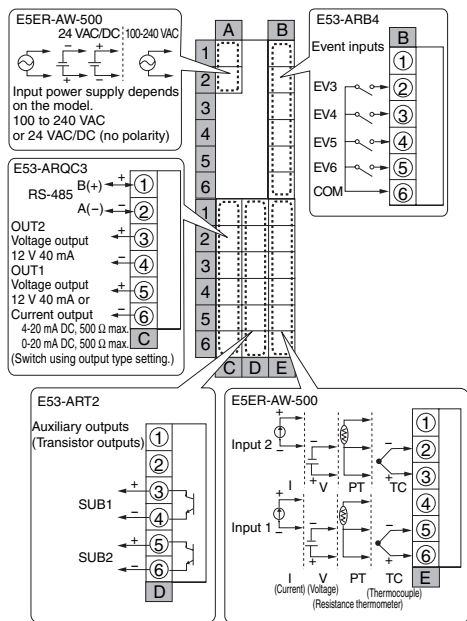 E5ER-AW-500
24 VAC/DC 100-240 VAC
− +
+ −
Input power supply depends
on the model.
100 to 240 VAC
or 24 VAC/DC (no polarity)
A B
1
2
3
4
5
6
1
2
3
4
5
6
C D E
E53-ARB4
Event inputs
B
1
EV3 2
EV4 3
EV5 4
EV6 5
COM 6
E53-ARQC3
RS-485
B(+) + 1
A(−) − 2
OUT2
Voltage output
12 V 40 mA
+ 3
− 4
OUT1
Voltage output
12 V 40 mA or
Current output
+ 5
− 6
4-20 mA DC, 500 Ω max.
0-20 mA DC, 500 Ω max.
C
(Switch using output type setting.)
E53-ART2
Auxiliary outputs
(Transistor outputs)
1
2
SUB1
+ 3
− 4
SUB2
+ 5
− 6
D
E5ER-AW-500
1
Input 2
+ − − 2
− + + 3
I V PT TC
4
Input 1
+ − − 5
− + + 6
I V PT TC E
(Current) (Voltage) (Thermocouple)
(Resistance thermometer)